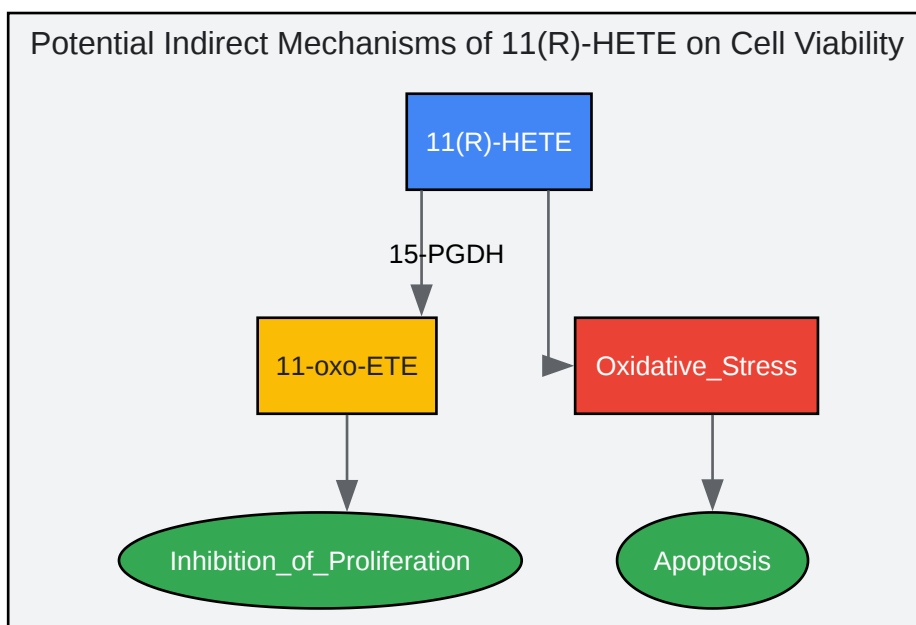 Potential Indirect Mechanisms of 11(R)-HETE on Cell Viability
11(R)-HETE
15-PGDH
11-oxo-ETE
Oxidative_Stress
Inhibition_of_Proliferation
Apoptosis